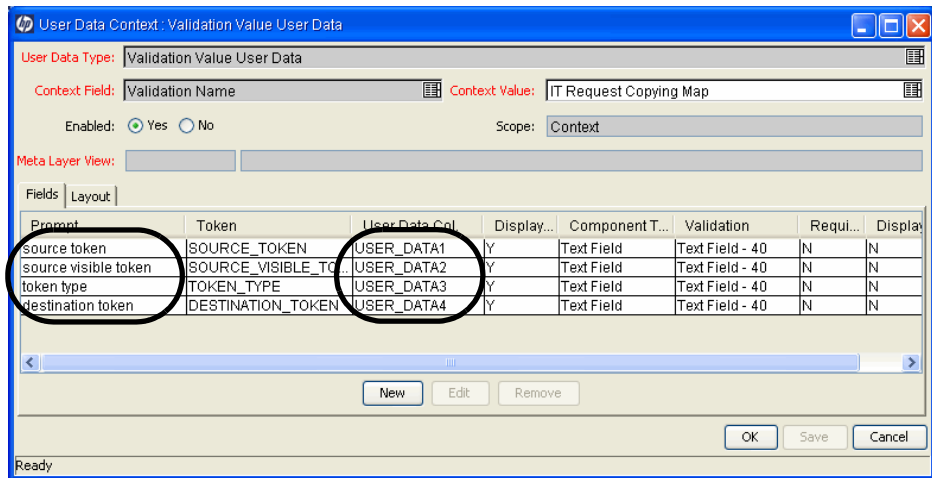 hp User Data Context : Validation Value User Data
User Data Type: Validation Value User Data
Context Field: Validation Name Context Value: IT Request Copying Map
Enabled: Yes No Scope: Context
Meta Layer View:
Fields Layout
Prompt Token User Data Col... Display... Component T... Validation Requi... Display
source token SOURCE_TOKEN USER_DATA1 Y Text Field Text Field - 40 N N
source visible token SOURCE_VISIBLE_TO... USER_DATA2 Y Text Field Text Field - 40 N N
token type TOKEN_TYPE USER_DATA3 Y Text Field Text Field - 40 N N
destination token DESTINATION_TOKEN USER_DATA4 Y Text Field Text Field - 40 N N
New Edit Remove
OK Save Cancel
Ready